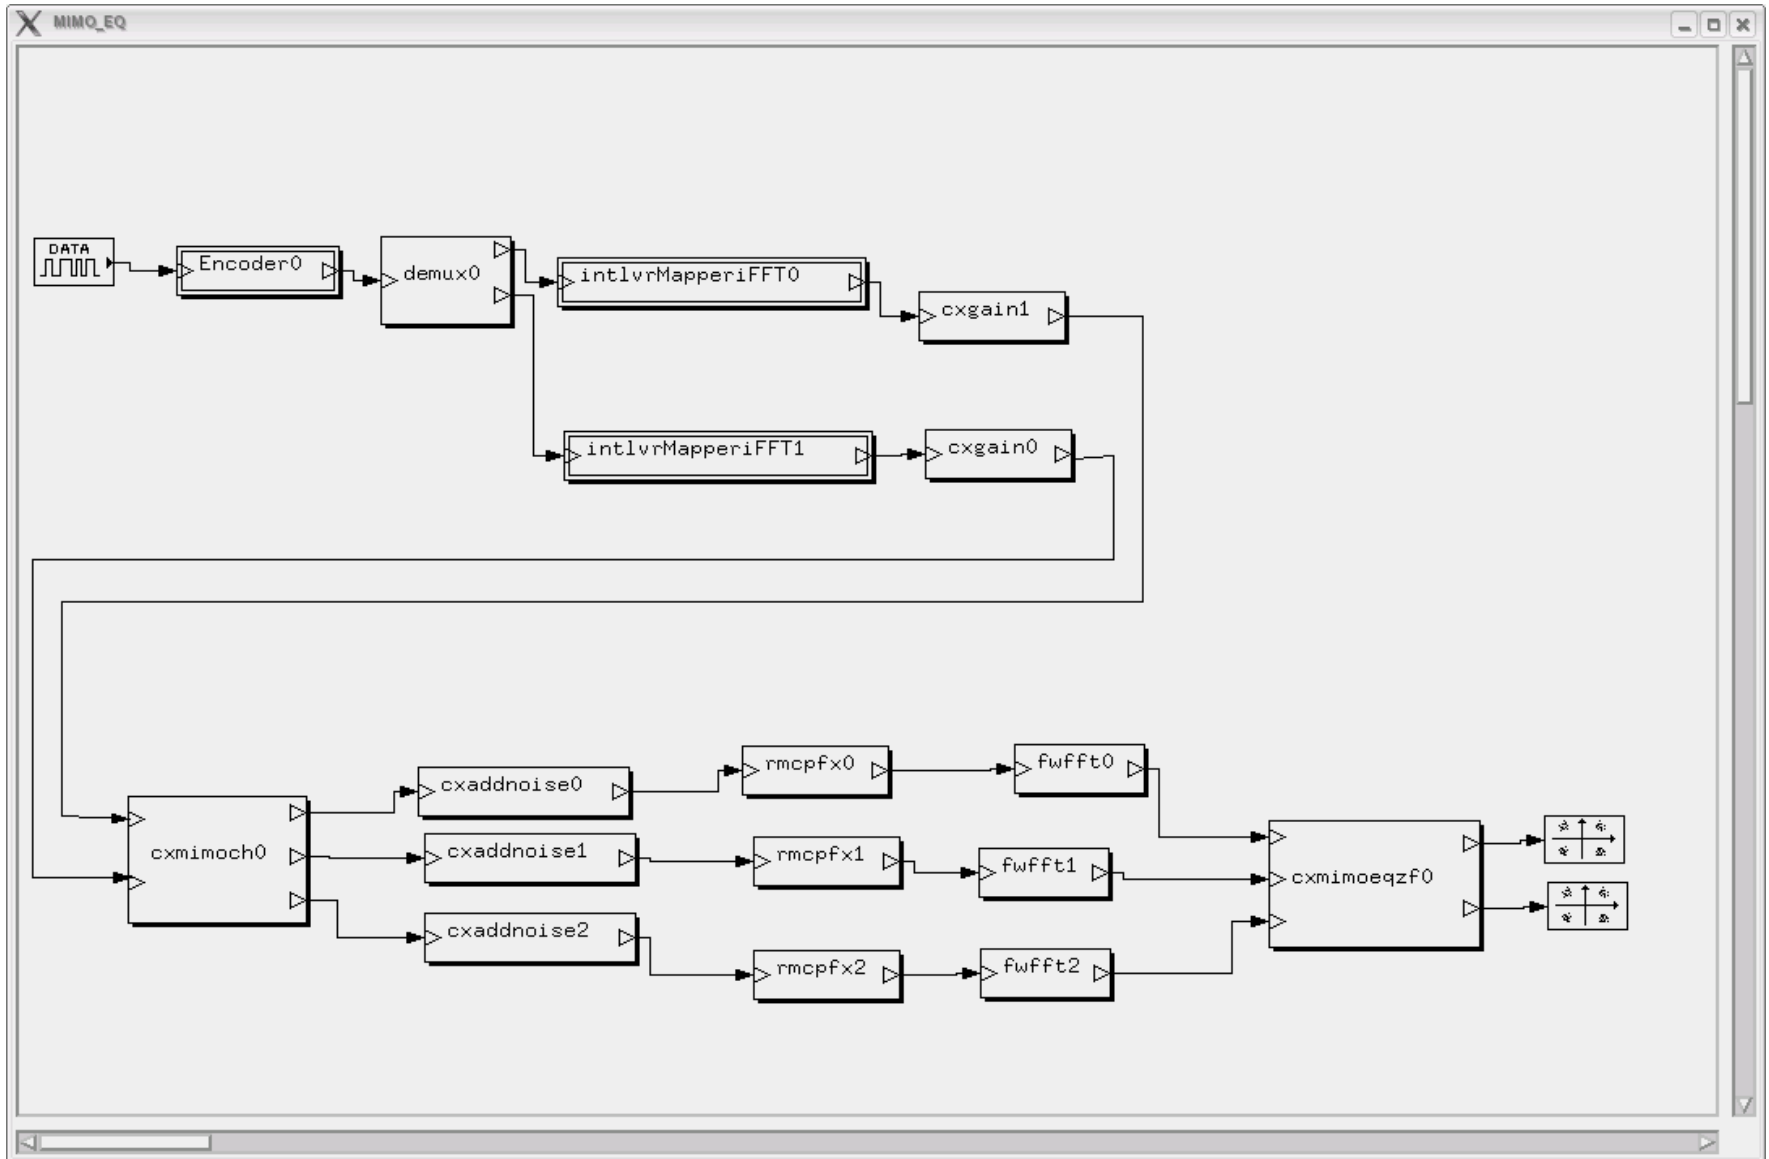 MIMO_EQ
DATA
Encoder0
demux0
intlvrMapperiFFT0
cxgain1
intlvrMapperiFFT1
cxgain0
cxmimoch0
cxaddnoise0
rmcpfx0
fwfft0
cxaddnoise1
rmcpfx1
fwfft1
cxmimoeqzf0
cxaddnoise2
rmcpfx2
fwfft2